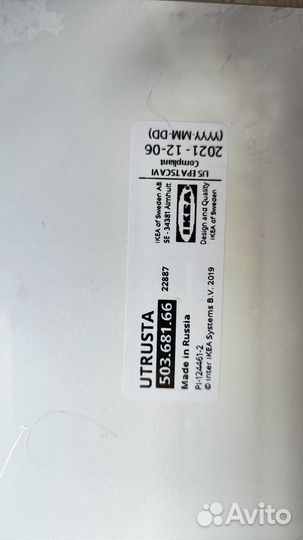 UTRUSTA
503.681.66 22887
Made in Russia
PI-124461-2
© Inter IKEA Systems B.V. 2019
IKEA of Sweden AB
SE - 34381 Älmhult
IKEA
Design and Quality
IKEA of Sweden
US EPA TSCA VI
Compliant
2021 - 12-06
(YYYY-MM-DD)
Avito